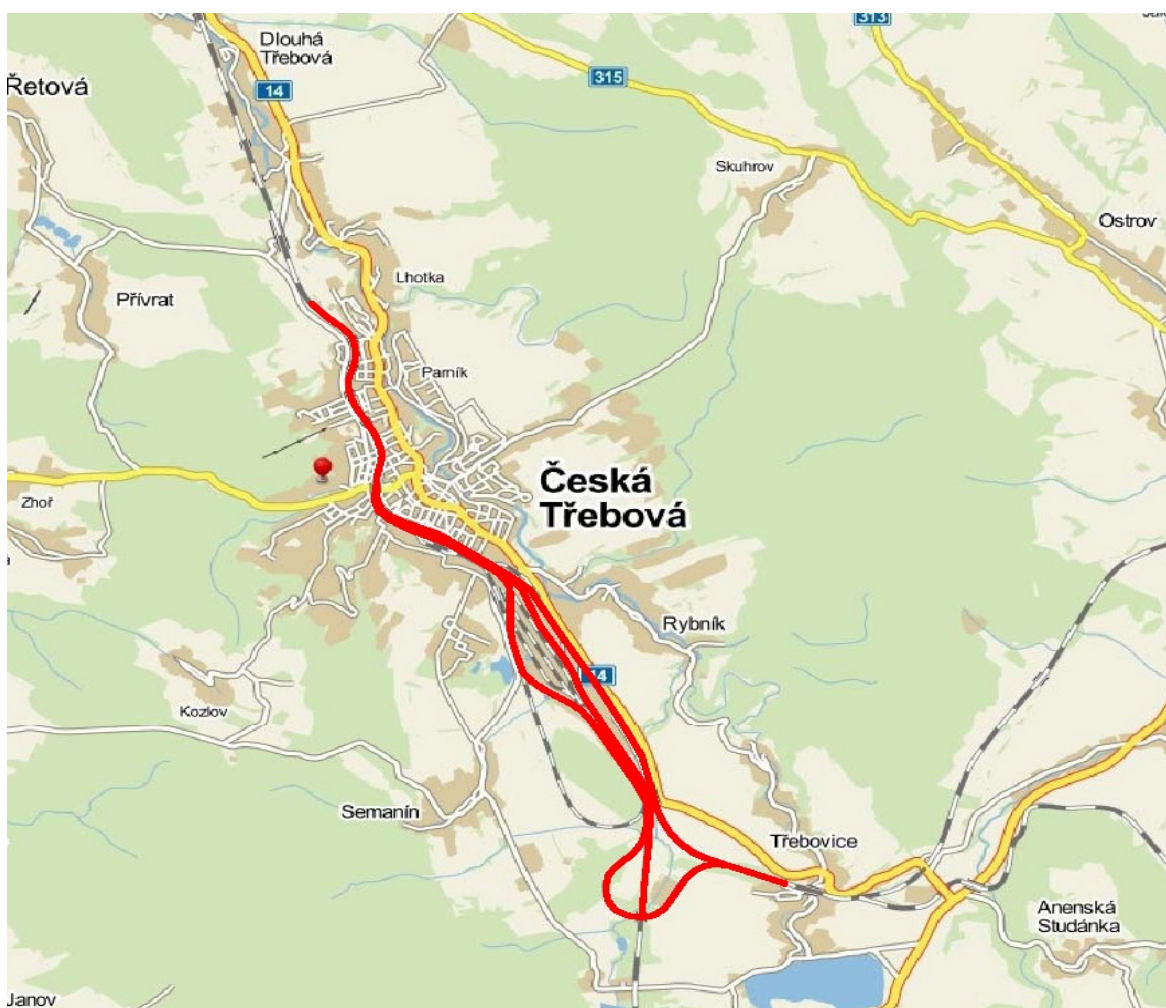 313
Dlouhá
Třebová
315
14
Řetová
Skuhrov
Ostrov
Lhotka
Přívrat
Parník
Česká
Třebová
Zhoř
Rybník
14
Kozlov
Semanín
Třebovice
Anenská
Studánka
Janov